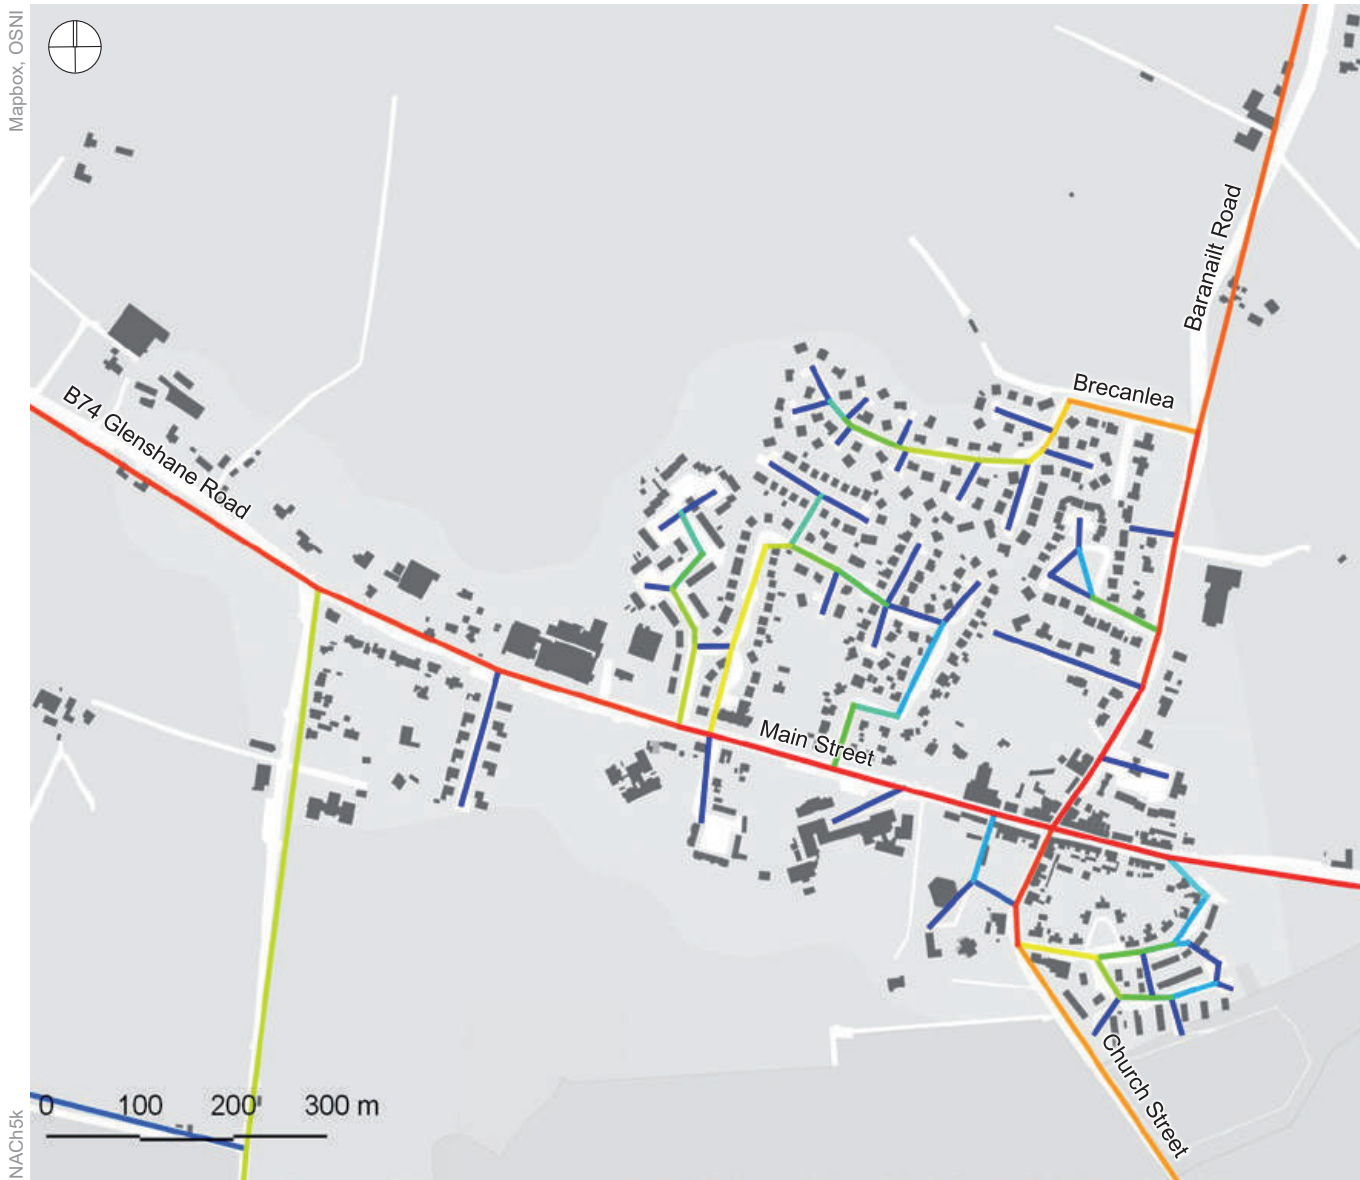 Mapbox, OSNI
Baranailt Road
Brecanlea
B74 Glenshane Road
Main Street
Church Street
0 100 200 300 m
NACh5k